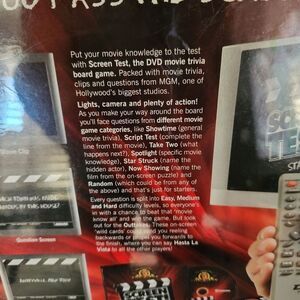 Put your movie knowledge to the test
with Screen Test, the DVD movie trivia
board game. Packed with movie trivia,
clips and questions from MGM, one of
Hollywood's biggest studios.
Lights, camera and plenty of action!
As you make your way around the board
you'll face questions from different movie
game categories, like Showtime (general
movie trivia), Script Test (complete the
line from the movie), Take Two (what
happens next?), Spotlight (specific movie
knowledge), Star Struck (name the
hidden actor), Now Showing (name the
film from the on-screen puzzle) and
Random (which could be from any of
the above) and that's just for starters.
Every question is split into Easy, Medium
and Hard difficulty levels, so everyone's
in with a chance to beat that 'movie
know all' and win the game. But look
out for the Outtakes. These on-screen
'wild cards' could send you reeling
backwards or propel you forwards to
the finish, where you can say Hasta La
Vista to all the other players!
Question Screen